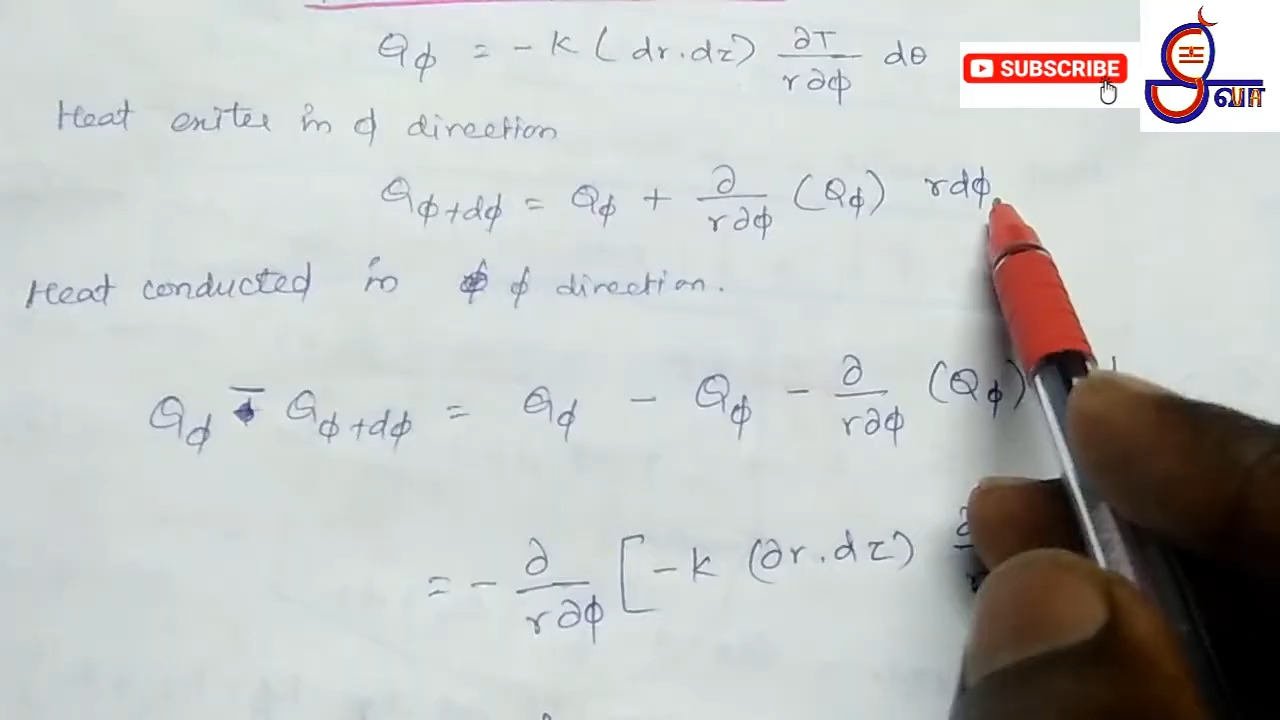 Qϕ = - K ( dr.dz) ∂T / r∂ϕ dθ
SUBSCRIBE
Heat exites in ϕ direction
Qϕ+dϕ = Qϕ + ∂ / r∂ϕ (Qϕ) rdϕ
Heat conducted in ϕ direction.
Qϕ - Qϕ+dϕ = Qϕ - Qϕ - ∂ / r∂ϕ (Qϕ)
= - ∂ / r∂ϕ [ - K (∂r.dz)